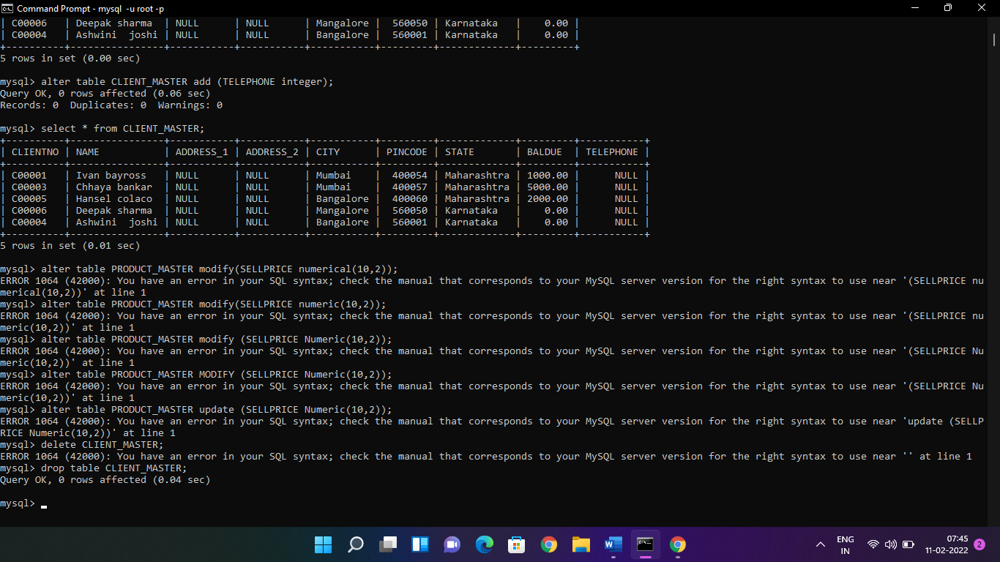 Command Prompt - mysql -u root -p
| C00006   | Deepak sharma  | NULL      | NULL      | Mangalore |  560050 | Karnataka   |    0.00 |
| C00004   | Ashwini  joshi | NULL      | NULL      | Bangalore |  560001 | Karnataka   |    0.00 |
+----------+----------------+-----------+-----------+-----------+---------+-------------+---------+
5 rows in set (0.00 sec)
mysql> alter table CLIENT_MASTER add (TELEPHONE integer);
Query OK, 0 rows affected (0.06 sec)
Records: 0  Duplicates: 0  Warnings: 0
mysql> select * from CLIENT_MASTER;
+----------+----------------+-----------+-----------+-----------+---------+-------------+---------+-----------+
| CLIENTNO | NAME           | ADDRESS_1 | ADDRESS_2 | CITY      | PINCODE | STATE       | BALDUE  | TELEPHONE |
+----------+----------------+-----------+-----------+-----------+---------+-------------+---------+-----------+
| C00001   | Ivan bayross   | NULL      | NULL      | Mumbai    |  400054 | Maharashtra | 1000.00 |      NULL |
| C00003   | Chhaya bankar  | NULL      | NULL      | Mumbai    |  400057 | Maharashtra | 5000.00 |      NULL |
| C00005   | Hansel colaco  | NULL      | NULL      | Bangalore |  400060 | Maharashtra | 2000.00 |      NULL |
| C00006   | Deepak sharma  | NULL      | NULL      | Mangalore |  560050 | Karnataka   |    0.00 |      NULL |
| C00004   | Ashwini  joshi | NULL      | NULL      | Bangalore |  560001 | Karnataka   |    0.00 |      NULL |
+----------+----------------+-----------+-----------+-----------+---------+-------------+---------+-----------+
5 rows in set (0.01 sec)
mysql> alter table PRODUCT_MASTER modify(SELLPRICE numerical(10,2));
ERROR 1064 (42000): You have an error in your SQL syntax; check the manual that corresponds to your MySQL server version for the right syntax to use near '(SELLPRICE nu
merical(10,2))' at line 1
mysql> alter table PRODUCT_MASTER modify(SELLPRICE numeric(10,2));
ERROR 1064 (42000): You have an error in your SQL syntax; check the manual that corresponds to your MySQL server version for the right syntax to use near '(SELLPRICE nu
meric(10,2))' at line 1
mysql> alter table PRODUCT_MASTER modify (SELLPRICE Numeric(10,2));
ERROR 1064 (42000): You have an error in your SQL syntax; check the manual that corresponds to your MySQL server version for the right syntax to use near '(SELLPRICE Nu
meric(10,2))' at line 1
mysql> alter table PRODUCT_MASTER MODIFY (SELLPRICE Numeric(10,2));
ERROR 1064 (42000): You have an error in your SQL syntax; check the manual that corresponds to your MySQL server version for the right syntax to use near '(SELLPRICE Nu
meric(10,2))' at line 1
mysql> alter table PRODUCT_MASTER update (SELLPRICE Numeric(10,2));
ERROR 1064 (42000): You have an error in your SQL syntax; check the manual that corresponds to your MySQL server version for the right syntax to use near 'update (SELLP
RICE Numeric(10,2))' at line 1
mysql> delete CLIENT_MASTER;
ERROR 1064 (42000): You have an error in your SQL syntax; check the manual that corresponds to your MySQL server version for the right syntax to use near '' at line 1
mysql> drop table CLIENT_MASTER;
Query OK, 0 rows affected (0.04 sec)
mysql>
ENG
IN
07:45
11-02-2022
2